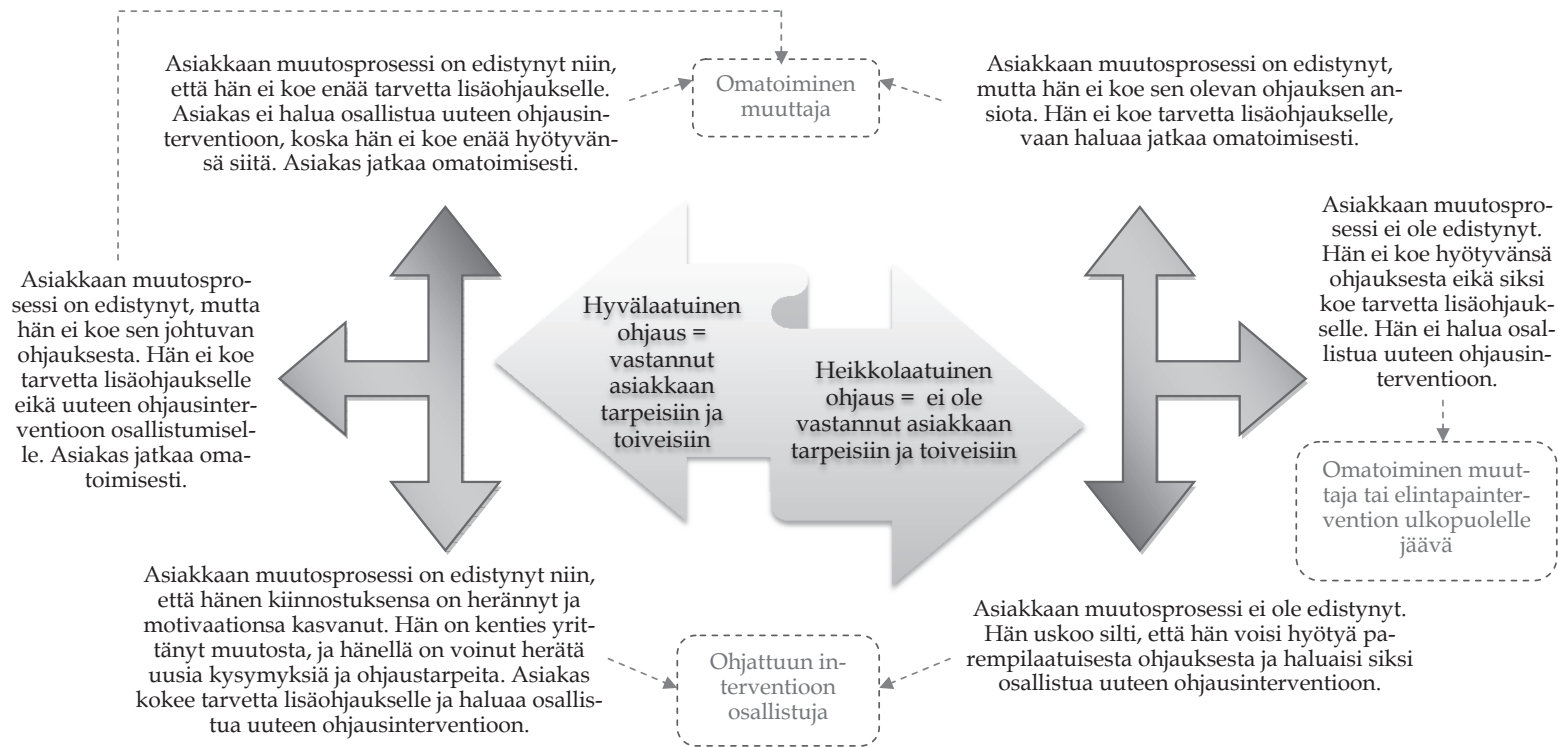 Asiakkaan muutosprosessi on edistynyt niin,
että hän ei koe enää tarvetta lisäohjaukselle.
Asiakas ei halua osallistua uuteen ohjausin-
terventioon, koska hän ei koe enää hyötyvän-
sä siitä. Asiakas jatkaa omatoimisesti.
Omatoiminen
muuttaja
Asiakkaan muutosprosessi on edistynyt,
mutta hän ei koe sen olevan ohjauksen an-
siota. Hän ei koe tarvetta lisäohjaukselle,
vaan haluaa jatkaa omatoimisesti.
Asiakkaan muutospro-
sessi on edistynyt, mutta
hän ei koe sen johtuvan
ohjauksesta. Hän ei koe
tarvetta lisäohjaukselle
eikä uuteen ohjausinter-
ventioon osallistumisel-
le. Asiakas jatkaa oma-
toimisesti.
Hyvälaatuinen
ohjaus =
vastannut
asiakkaan
tarpeisiin ja
toiveisiin
Heikkolaatuinen
ohjaus = ei ole
vastannut asiakkaan
tarpeisiin ja toiveisiin
Asiakkaan muutospro-
sessi ei ole edistynyt.
Hän ei koe hyötyvänsä
ohjauksesta eikä siksi
koe tarvetta lisäohjauk-
selle. Hän ei halua osal-
listua uuteen ohjausin-
terventioon.
Omatoiminen muut-
taja tai elintapainter-
vention ulkopuolelle
jäävä
Asiakkaan muutosprosessi on edistynyt niin,
että hänen kiinnostuksensa on herännyt ja
motivaationsa kasvanut. Hän on kenties yrit-
tänyt muutosta, ja hänellä on voinut herätä
uusia kysymyksiä ja ohjaustarpeita. Asiakas
kokee tarvetta lisäohjaukselle ja haluaa osallis-
tua uuteen ohjausinterventioon.
Ohjattuun in-
terventioon
osallistuja
Asiakkaan muutosprosessi ei ole edistynyt.
Hän uskoo silti, että hän voisi hyötyä pa-
rempilaatuisesta ohjauksesta ja haluaisi siksi
osallistua uuteen ohjausinterventioon.